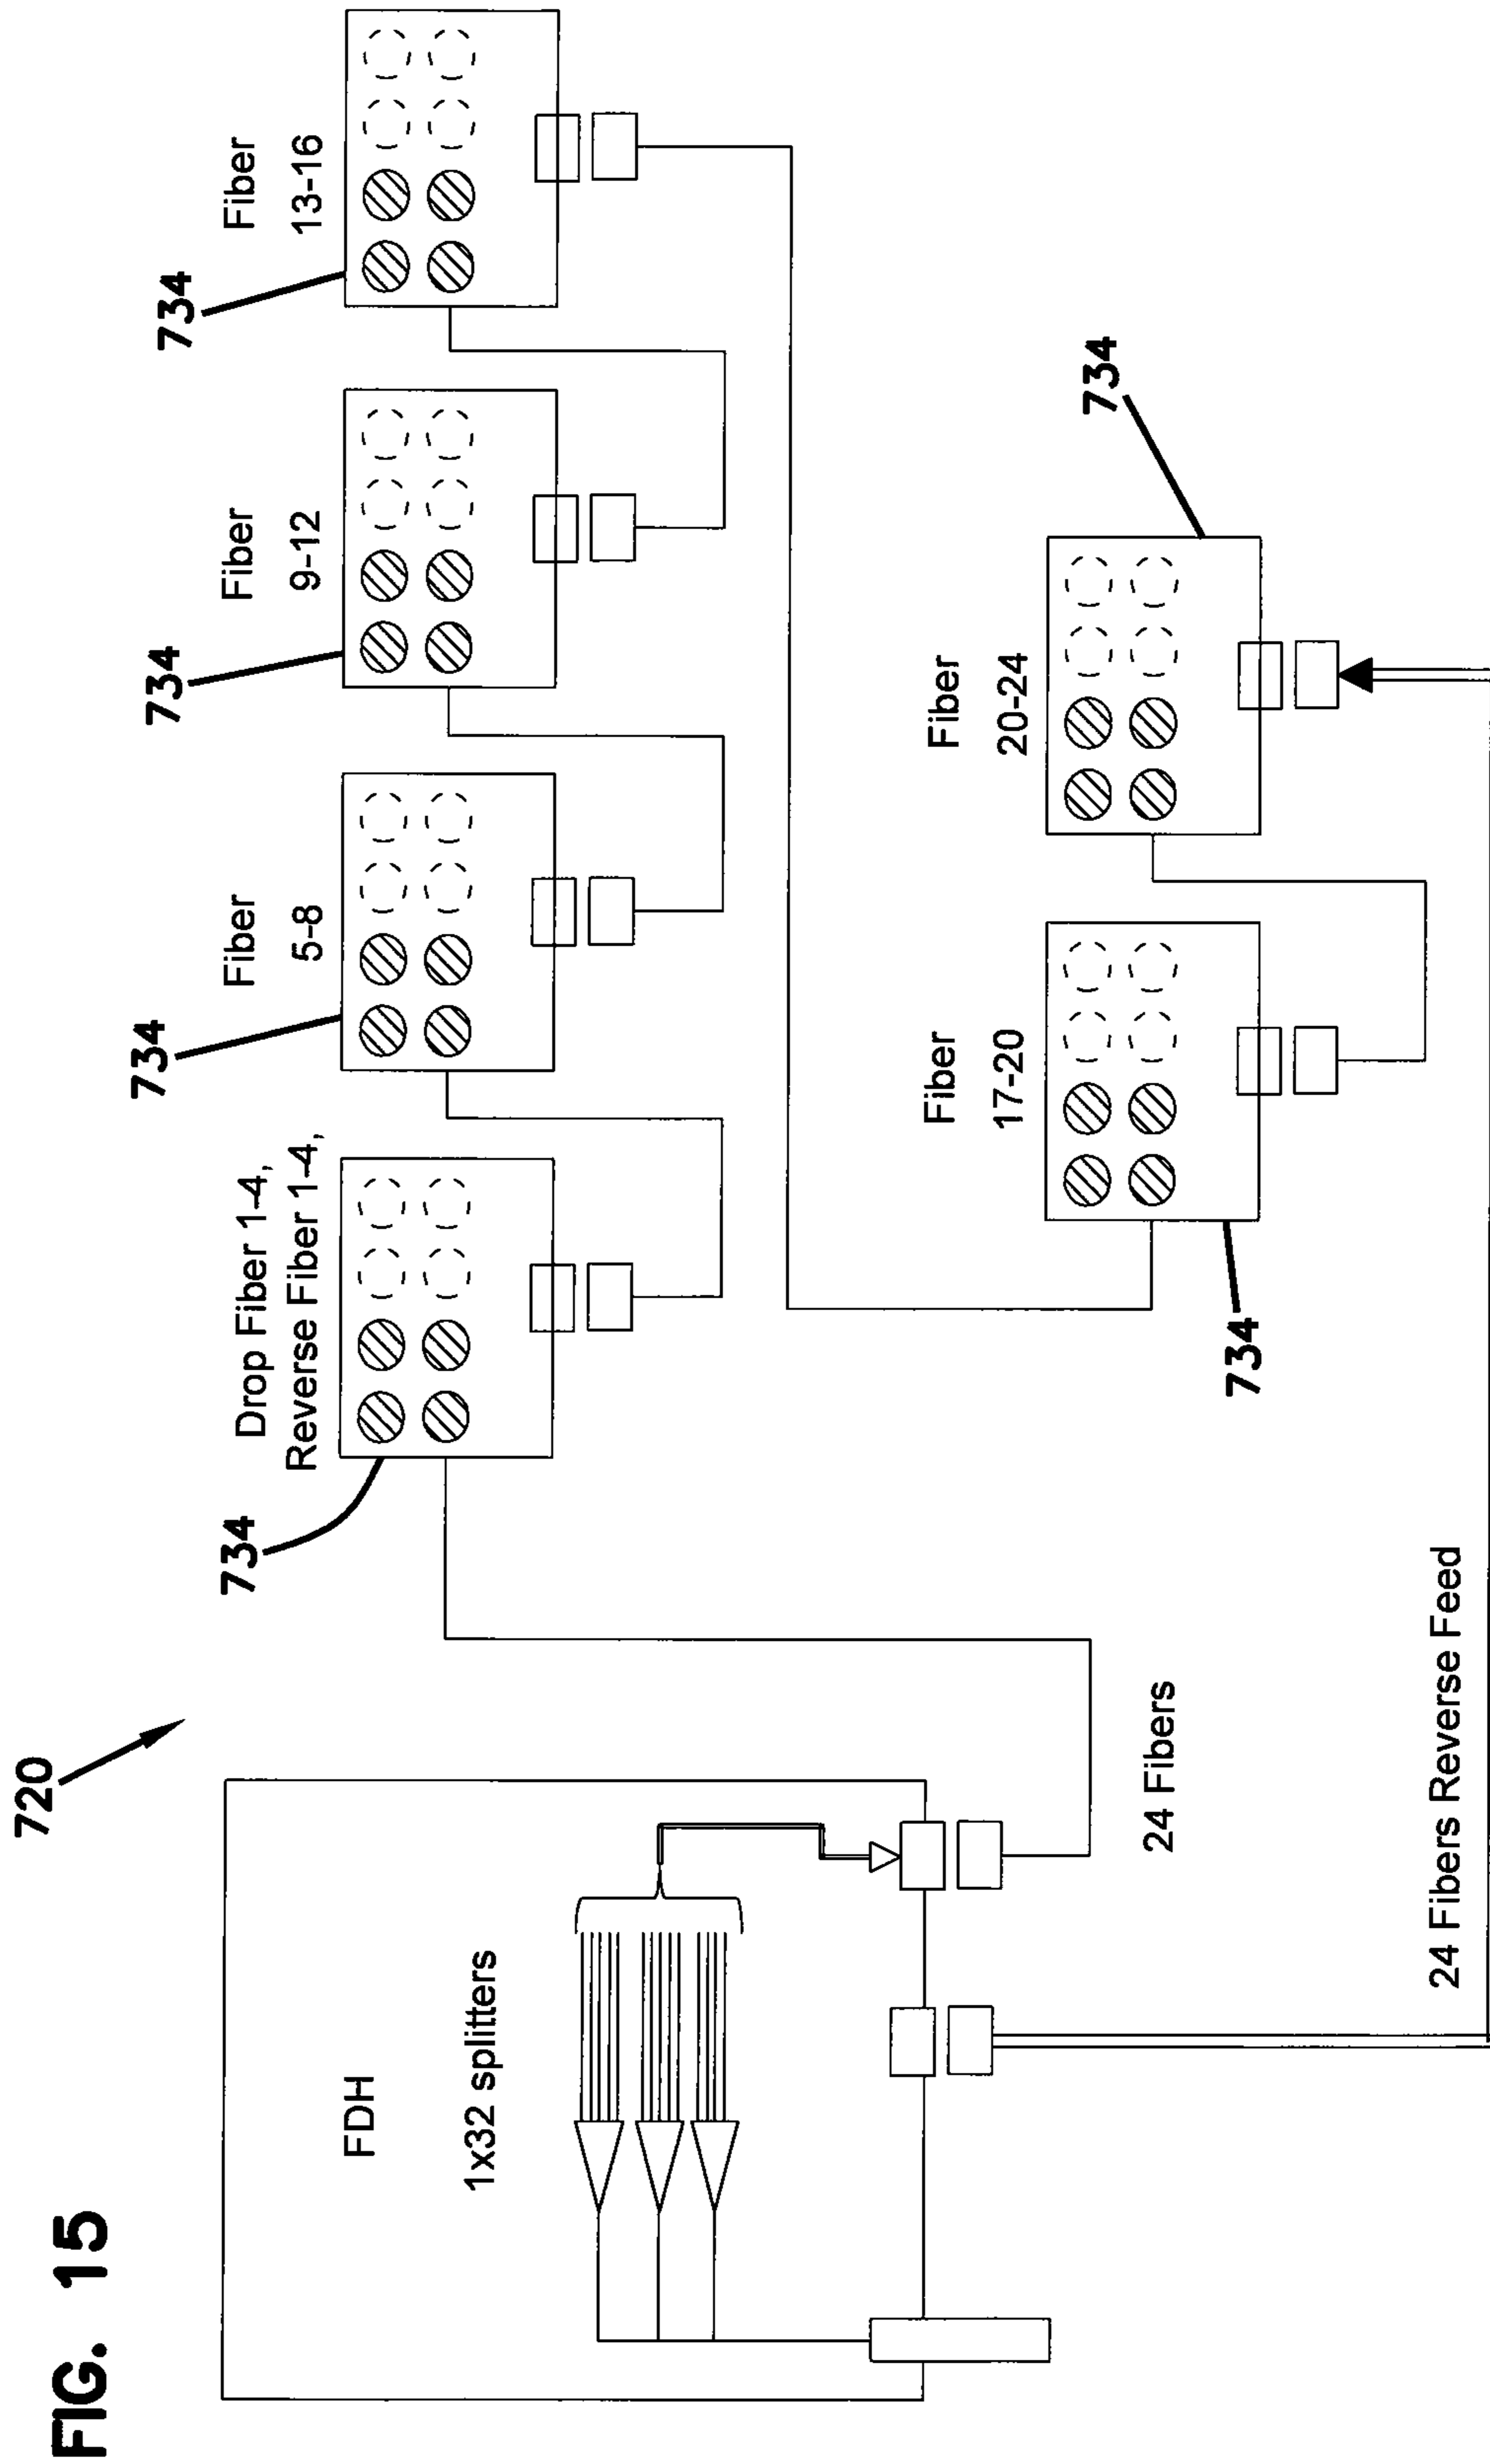 FIG. 15
720
FDH
1x32 splitters
24 Fibers
24 Fibers Reverse Feed
734
Drop Fiber 1-4,
Reverse Fiber 1-4,
734
Fiber
5-8
734
Fiber
9-12
734
Fiber
13-16
734
Fiber
17-20
734
Fiber
20-24